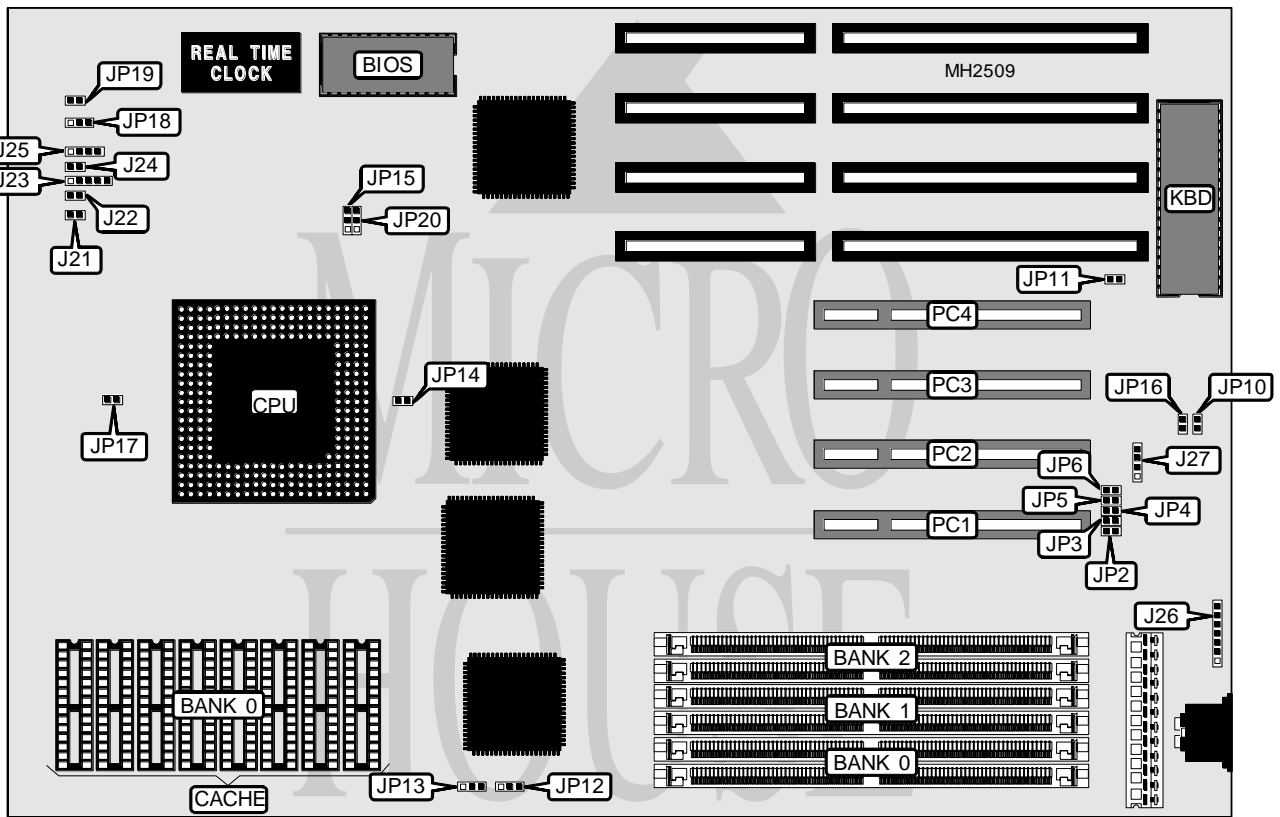 REAL TIME
CLOCK
BIOS
MH2509
JP19
JP18
J25
J24
J23
J22
J21
JP15
JP20
KBD
JP11
PC4
CPU
JP14
JP17
PC3
JP16
JP10
PC2
J27
JP6
JP5
JP4
PC1
JP3
JP2
J26
BANK 2
BANK 0
BANK 1
BANK 0
JP13
JP12
CACHE
MICRO
HOUSE